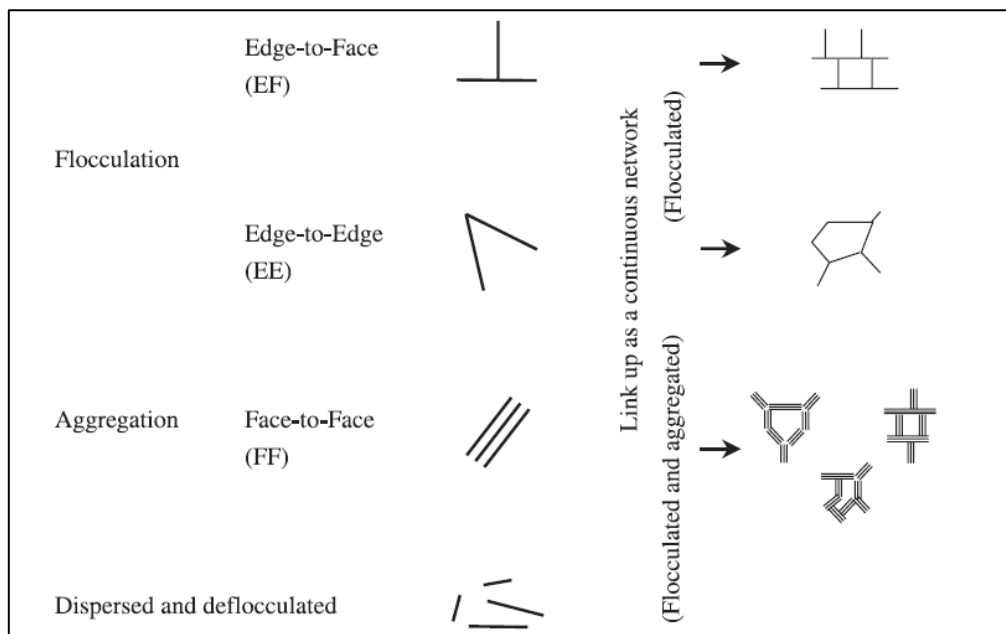 Edge-to-Face
(EF)
Flocculation
Edge-to-Edge
(EE)
Aggregation
Face-to-Face
(FF)
Dispersed and deflocculated
Link up as a continuous network
(Flocculated)
(Flocculated and aggregated)